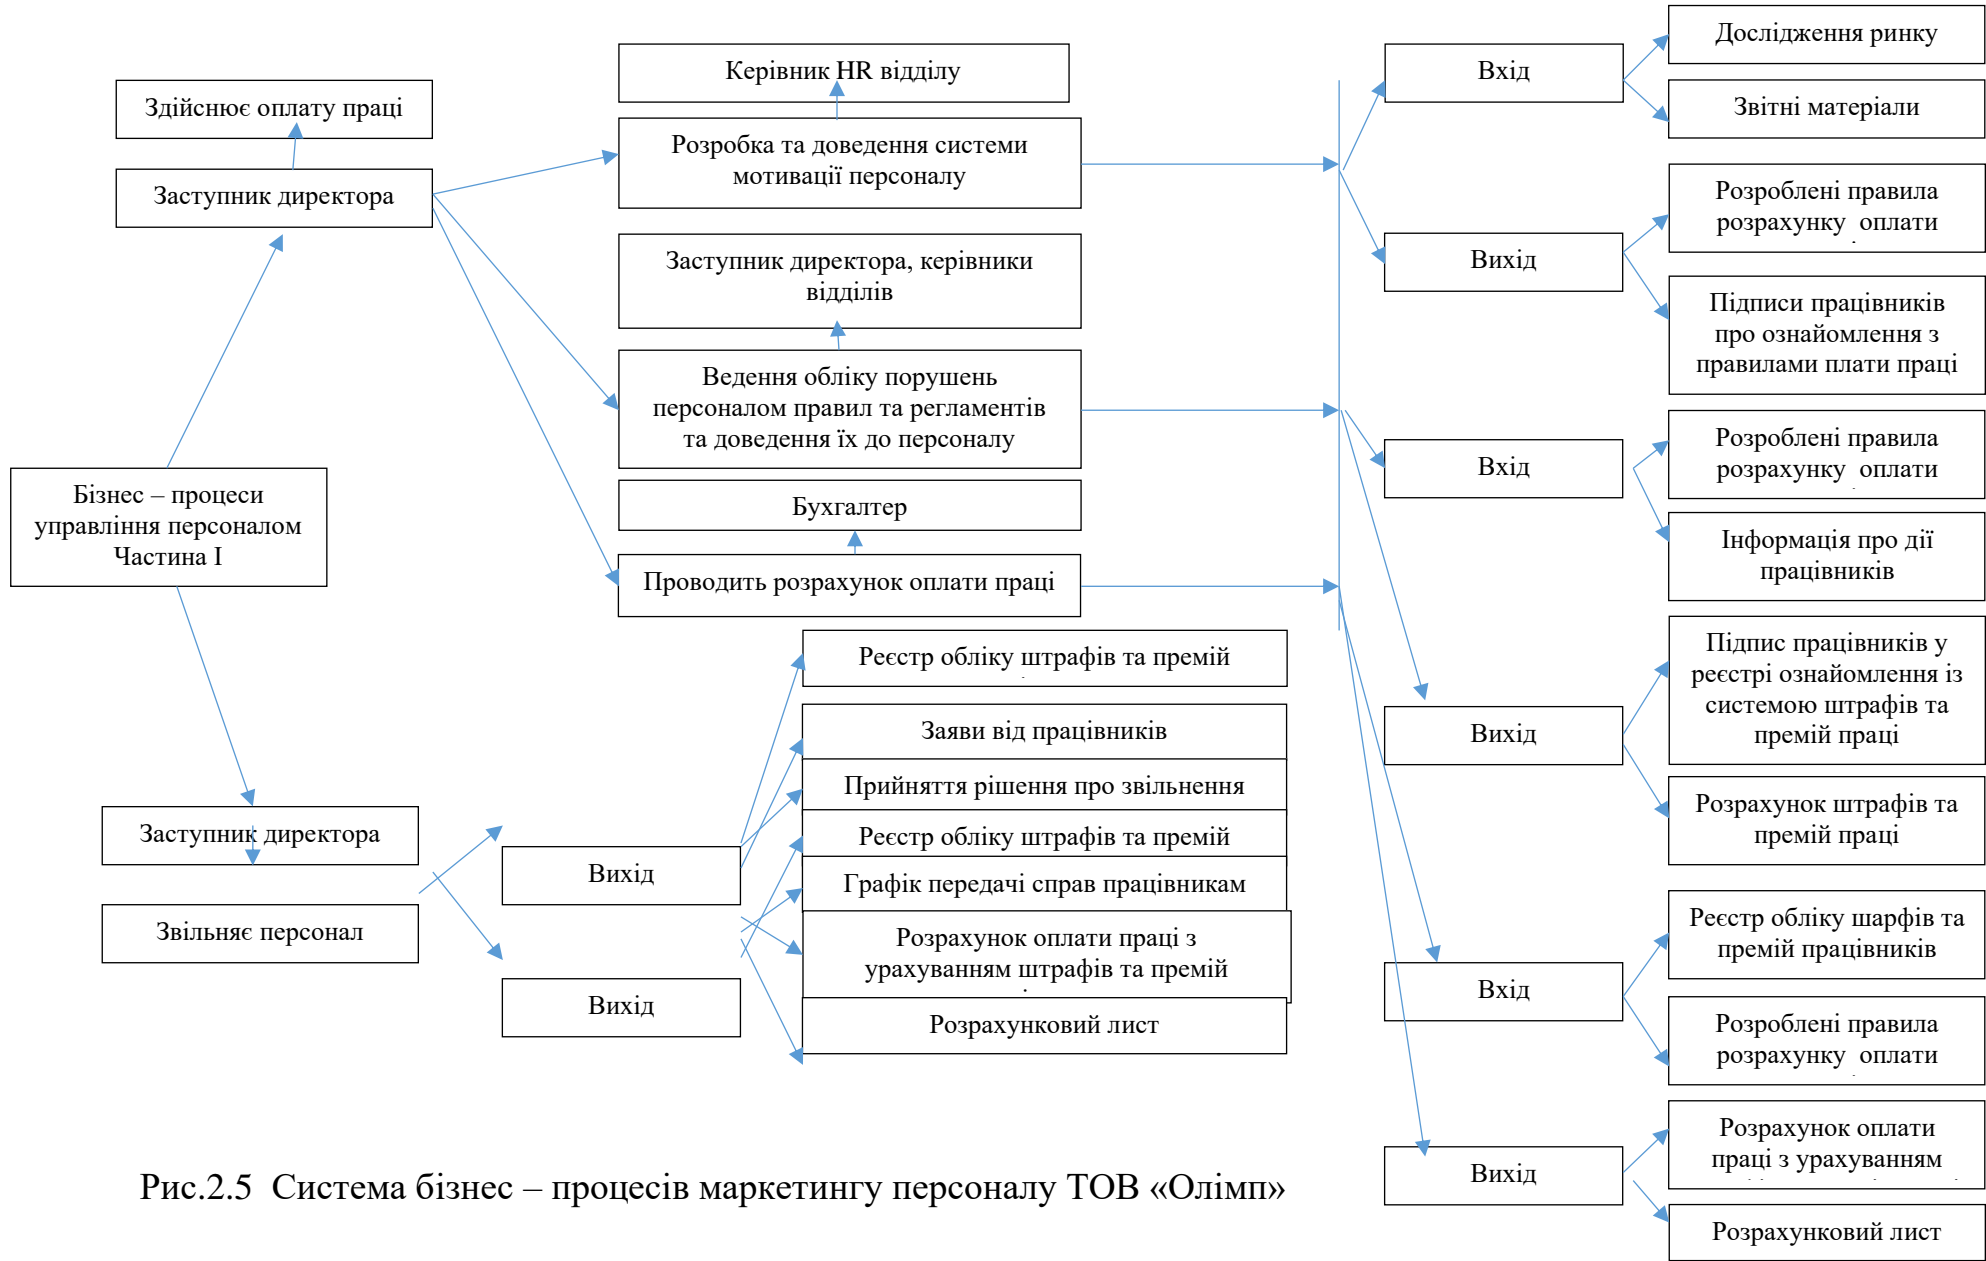 Здійснює оплату праці
Заступник директора
Бізнес – процеси
управління персоналом
Частина І
Заступник директора
Звільняє персонал
Керівник HR відділу
Розробка та доведення системи
мотивації персоналу
Заступник директора, керівники
відділів
Ведення обліку порушень
персоналом правил та регламентів
та доведення їх до персоналу
Бухгалтер
Проводить розрахунок оплати праці
Вихід
Вихід
Реєстр обліку штрафів та премій
Заяви від працівників
Прийняття рішення про звільнення
Реєстр обліку штрафів та премій
Графік передачі справ працівникам
Розрахунок оплати праці з
урахуванням штрафів та премій
Розрахунковий лист
Вхід
Дослідження ринку
Звітні матеріали
Вихід
Розроблені правила
розрахунку оплати
Підписи працівників
про ознайомлення з
правилами плати праці
Вхід
Розроблені правила
розрахунку оплати
Інформація про дії
працівників
Вихід
Підпис працівників у
реєстрі ознайомлення із
системою штрафів та
премій праці
Розрахунок штрафів та
премій праці
Вхід
Реєстр обліку шарфів та
премій працівників
Розроблені правила
розрахунку оплати
Вихід
Розрахунок оплати
праці з урахуванням
Розрахунковий лист
Рис.2.5 Система бізнес – процесів маркетингу персоналу ТОВ «Олімп»